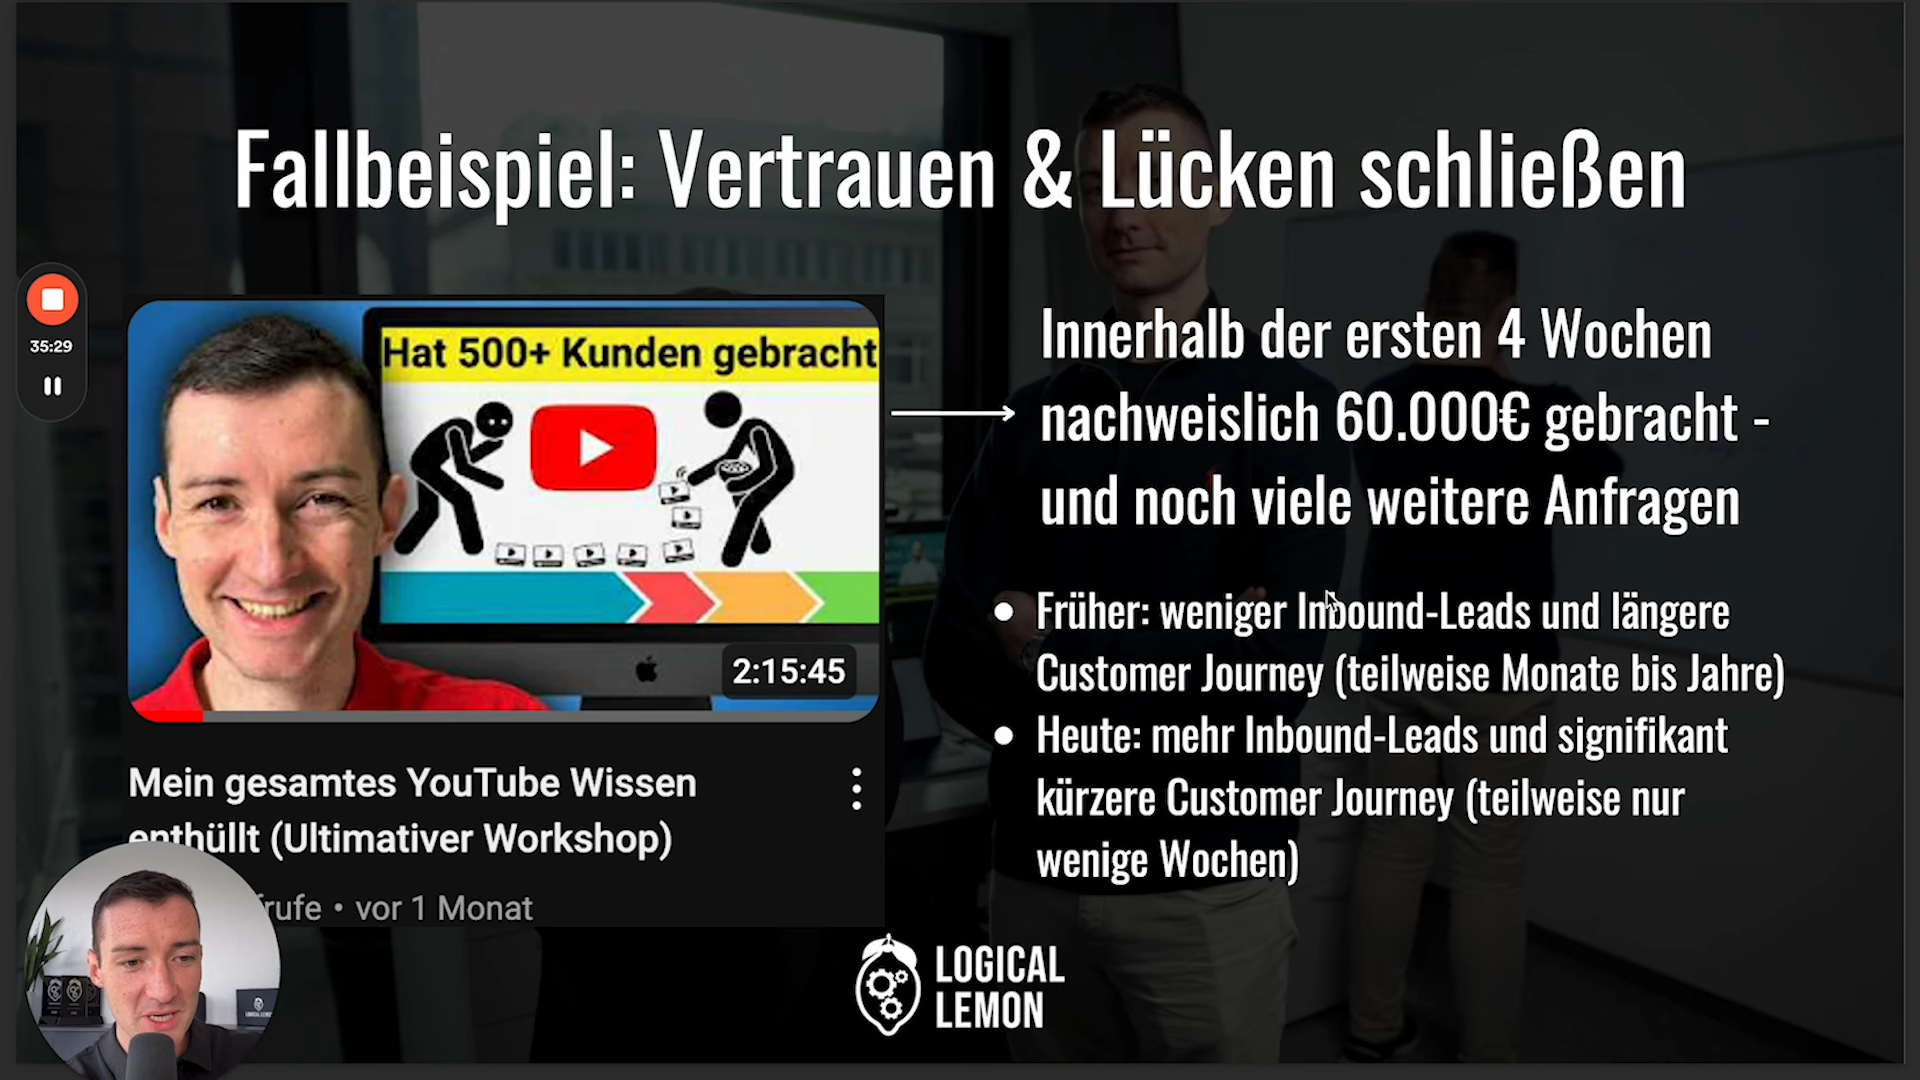 Fallbeispiel: Vertrauen & Lücken schließen
35:29
Hat 500+ Kunden gebracht
2:15:45
Mein gesamtes YouTube Wissen
enthüllt (Ultimativer Workshop)
• vor 1 Monat
Innerhalb der ersten 4 Wochen
nachweislich 60.000€ gebracht -
und noch viele weitere Anfragen
• Früher: weniger Inbound-Leads und längere
Customer Journey (teilweise Monate bis Jahre)
• Heute: mehr Inbound-Leads und signifikant
kürzere Customer Journey (teilweise nur
wenige Wochen)
LOGICAL
LEMON